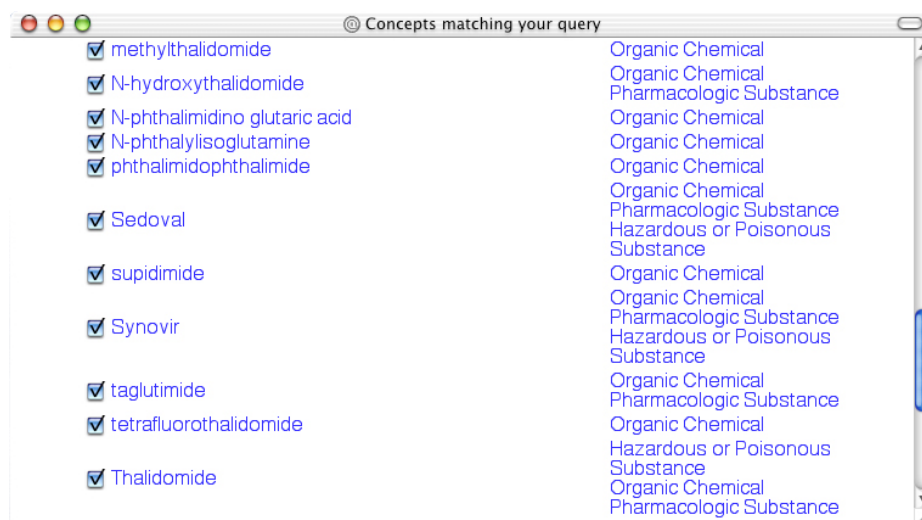 Concepts matching your query
methylthalidomide Organic Chemical
N-hydroxythalidomide Organic Chemical
Pharmacologic Substance
N-phthalimidino glutaric acid Organic Chemical
N-phthalylisoglutamine Organic Chemical
phthalimidophthalimide Organic Chemical
Sedoval Organic Chemical
Pharmacologic Substance
Hazardous or Poisonous
Substance
supidimide Organic Chemical
Synovir Organic Chemical
Pharmacologic Substance
Hazardous or Poisonous
Substance
taglutimide Organic Chemical
Pharmacologic Substance
tetrafluorothalidomide Organic Chemical
Thalidomide Hazardous or Poisonous
Substance
Organic Chemical
Pharmacologic Substance